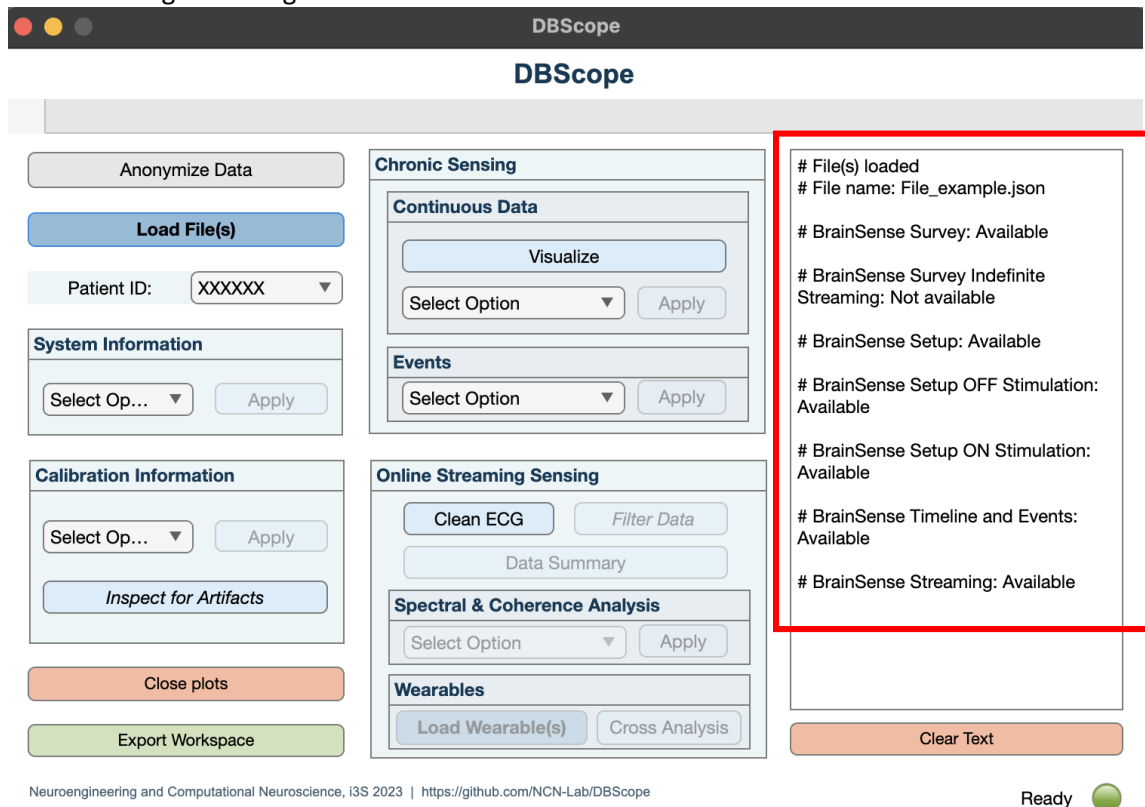 DBScope
DBScope
Anonymize Data
Load File(s)
Patient ID:
XXXXXX
System Information
Select Op...
Apply
Calibration Information
Select Op...
Apply
Inspect for Artifacts
Close plots
Export Workspace
Chronic Sensing
Continuous Data
Visualize
Select Option
Apply
Events
Select Option
Apply
Online Streaming Sensing
Clean ECG
Filter Data
Data Summary
Spectral & Coherence Analysis
Select Option
Apply
Wearables
Load Wearable(s)
Cross Analysis
# File(s) loaded
# File name: File_example.json
# BrainSense Survey: Available
# BrainSense Survey Indefinite
Streaming: Not available
# BrainSense Setup: Available
# BrainSense Setup OFF Stimulation:
Available
# BrainSense Setup ON Stimulation:
Available
# BrainSense Timeline and Events:
Available
# BrainSense Streaming: Available
Clear Text
Neuroengineering and Computational Neuroscience, i3S 2023 | https://github.com/NCN-Lab/DBScope
Ready